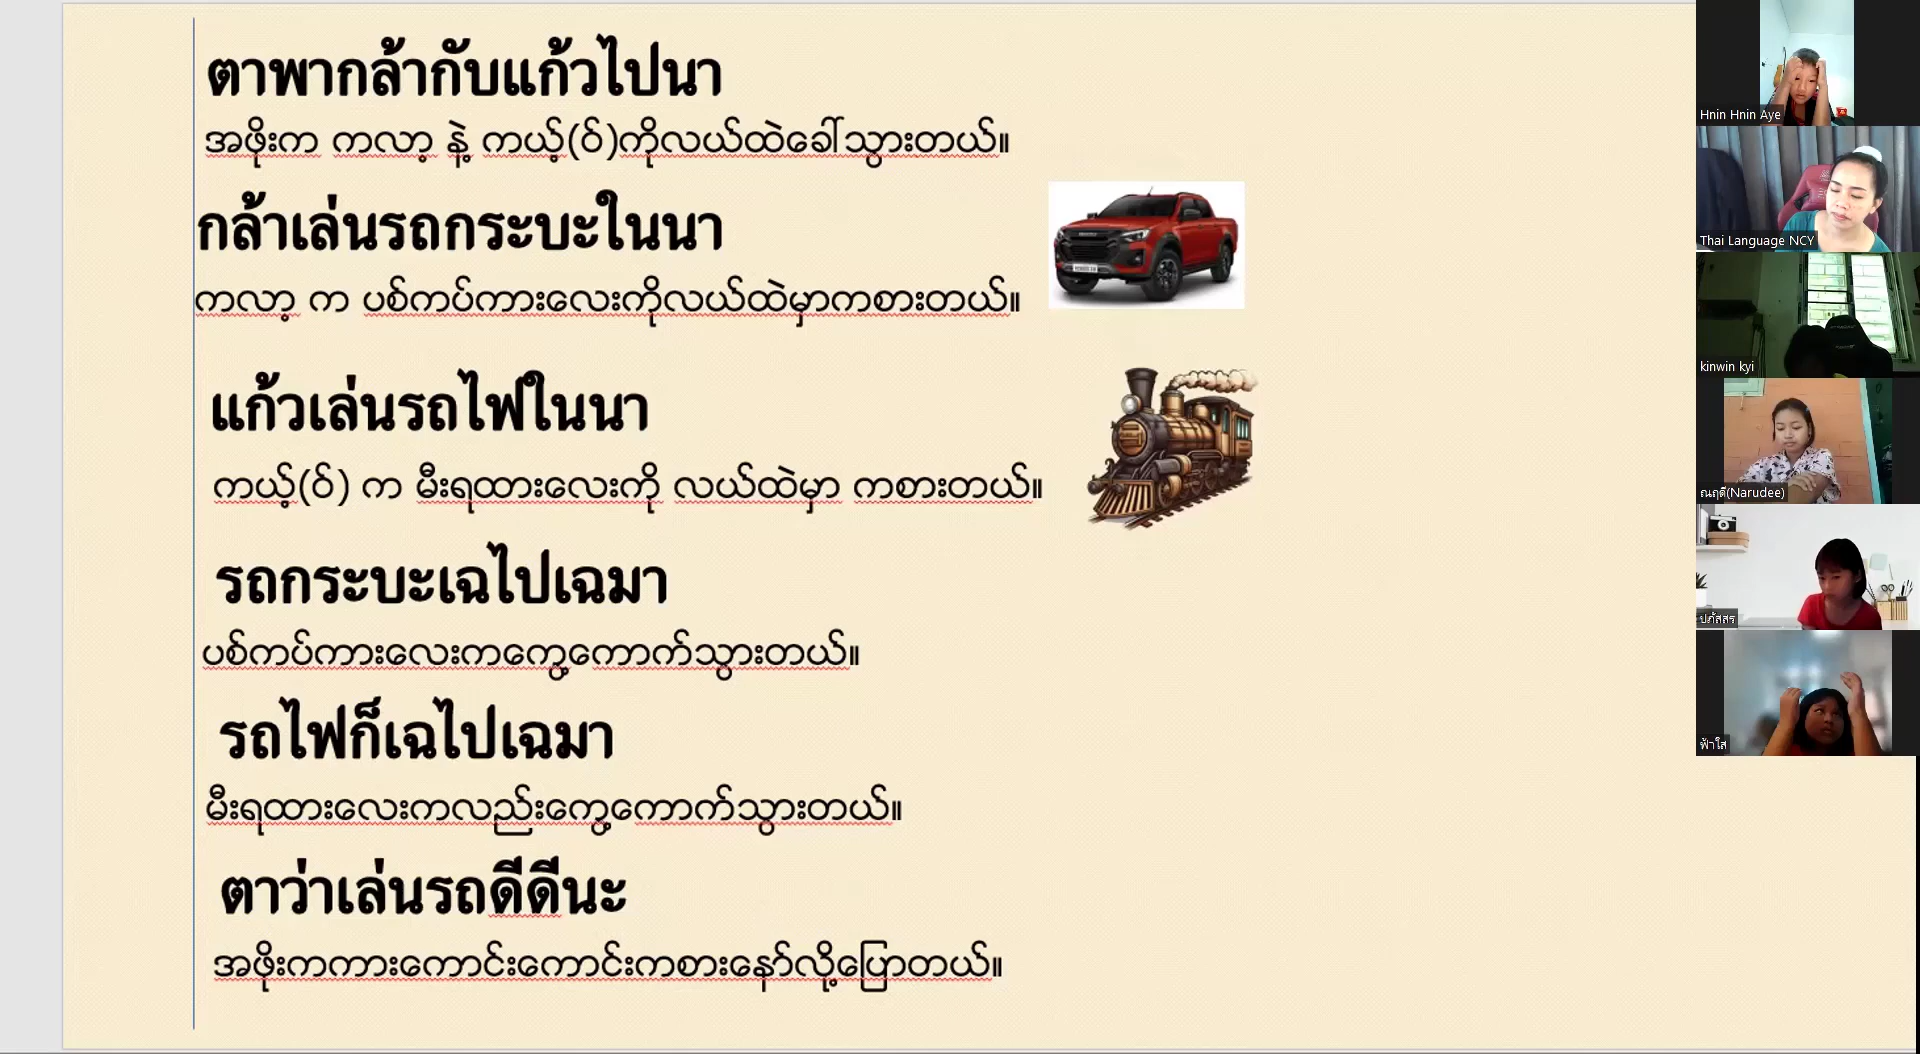 ตาพากล้ากับแก้วไปนา
အဖိုးက ကလာ့ နဲ့ ကယ့်(ဝ်)ကိုလယ်ထဲခေါ်သွားတယ်။
กล้าเล่นรถกระบะในนา
ကလာ့ က ပစ်ကပ်ကားလေးကိုလယ်ထဲမှာကစားတယ်။
แก้วเล่นรถไฟในนา
ကယ့်(ဝ်) က မီးရထားလေးကို လယ်ထဲမှာ ကစားတယ်။
รถกระบะเฉไปเฉมา
ပစ်ကပ်ကားလေးကကွေ့ကောက်သွားတယ်။
รถไฟก็เฉไปเฉมา
မီးရထားလေးကလည်းကွေ့ကောက်သွားတယ်။
ตาว่าเล่นรถดีดีนะ
အဖိုးကကားကောင်းကောင်းကစားနော်လို့ပြောတယ်။
Hnin Hnin Aye
Thai Language NCY
kinwin kyi
ณฤดี(Narudee)
ปภัสสร
ฟ้าใส